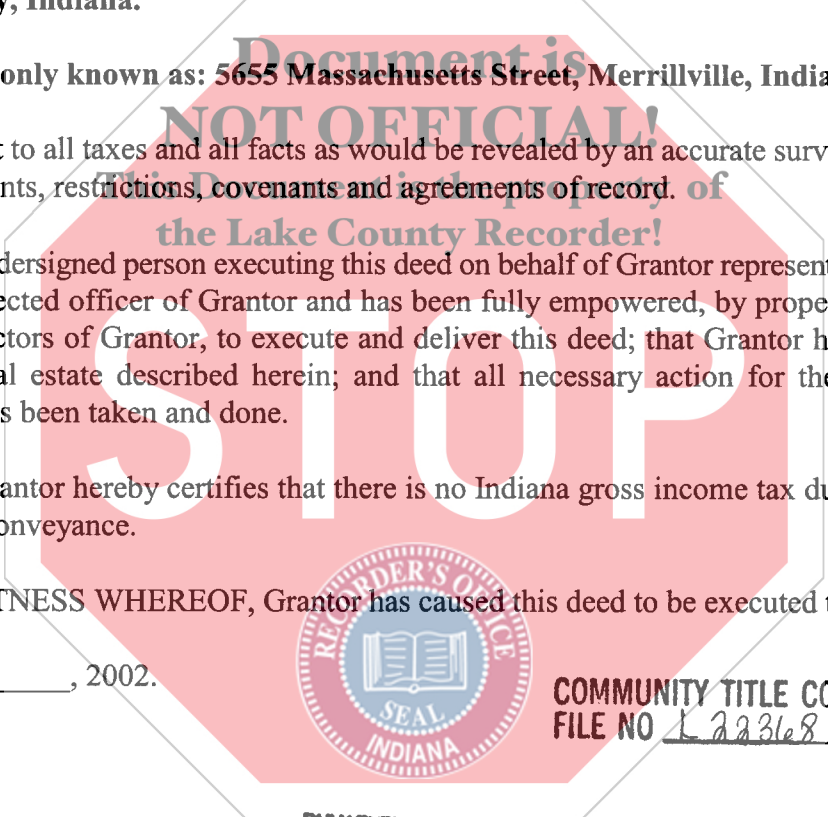 , Indiana.
Document is
only known as: 5655 Massachusetts Street, Merrillville, India
NOT OFFICIAL!
to all taxes and all facts as would be revealed by an accurate surv
This Document is the property of
nts, restrictions, covenants and agreements of record.
the Lake County Recorder!
dersigned person executing this deed on behalf of Grantor represent
ected officer of Grantor and has been fully empowered, by prope
ctors of Grantor, to execute and deliver this deed; that Grantor h
al estate described herein; and that all necessary action for the
s been taken and done.
STOP
antor hereby certifies that there is no Indiana gross income tax du
onveyance.
RECORDER'S OFFICE
TNESS WHEREOF, Grantor has caused this deed to be executed t
, 2002.
SEAL
INDIANA
COMMUNITY TITLE CO
FILE NO L 22368